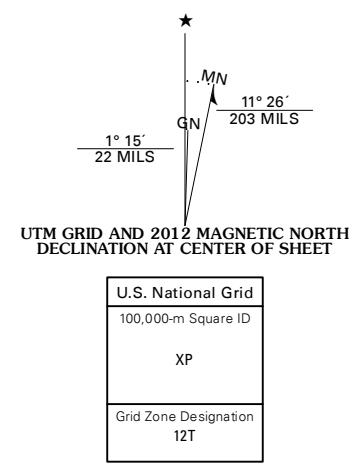 ★
MN
11° 26´
203 MILS
GN
1° 15´
22 MILS
UTM GRID AND 2012 MAGNETIC NORTH
DECLINATION AT CENTER OF SHEET
U.S. National Grid
100,000-m Square ID
XP
Grid Zone Designation
12T